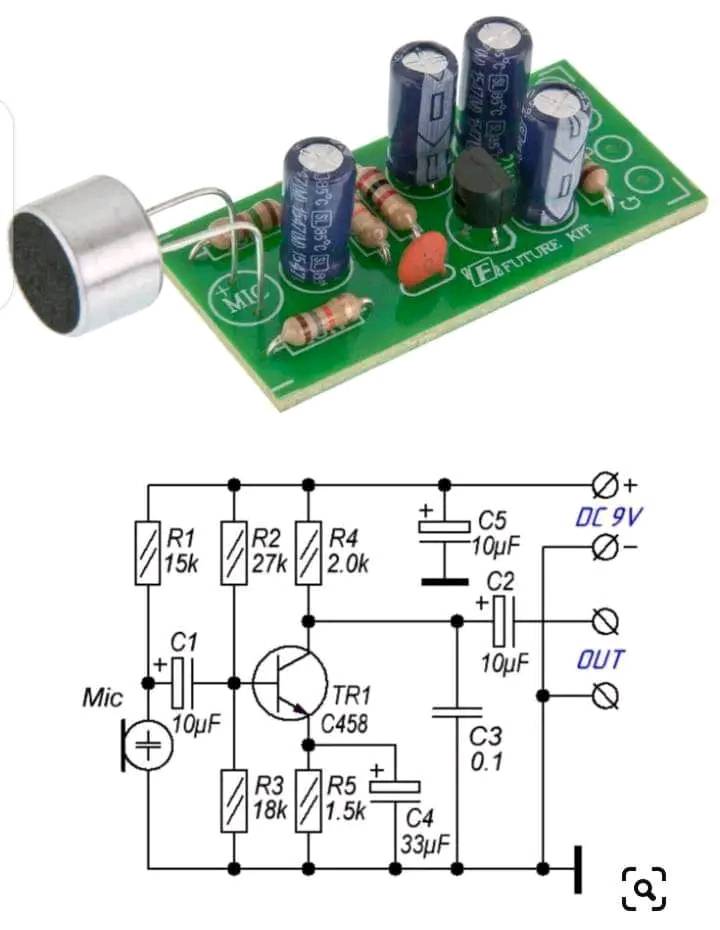 MIC
F FUTURE KIT
+
DC 9V
-
R1
15k
R2
27k
R4
2.0k
+
C5
10µF
C2
+
10µF
OUT
C1
+
10µF
Mic
TR1
C458
R3
18k
R5
1.5k
+
C4
33µF
C3
0.1